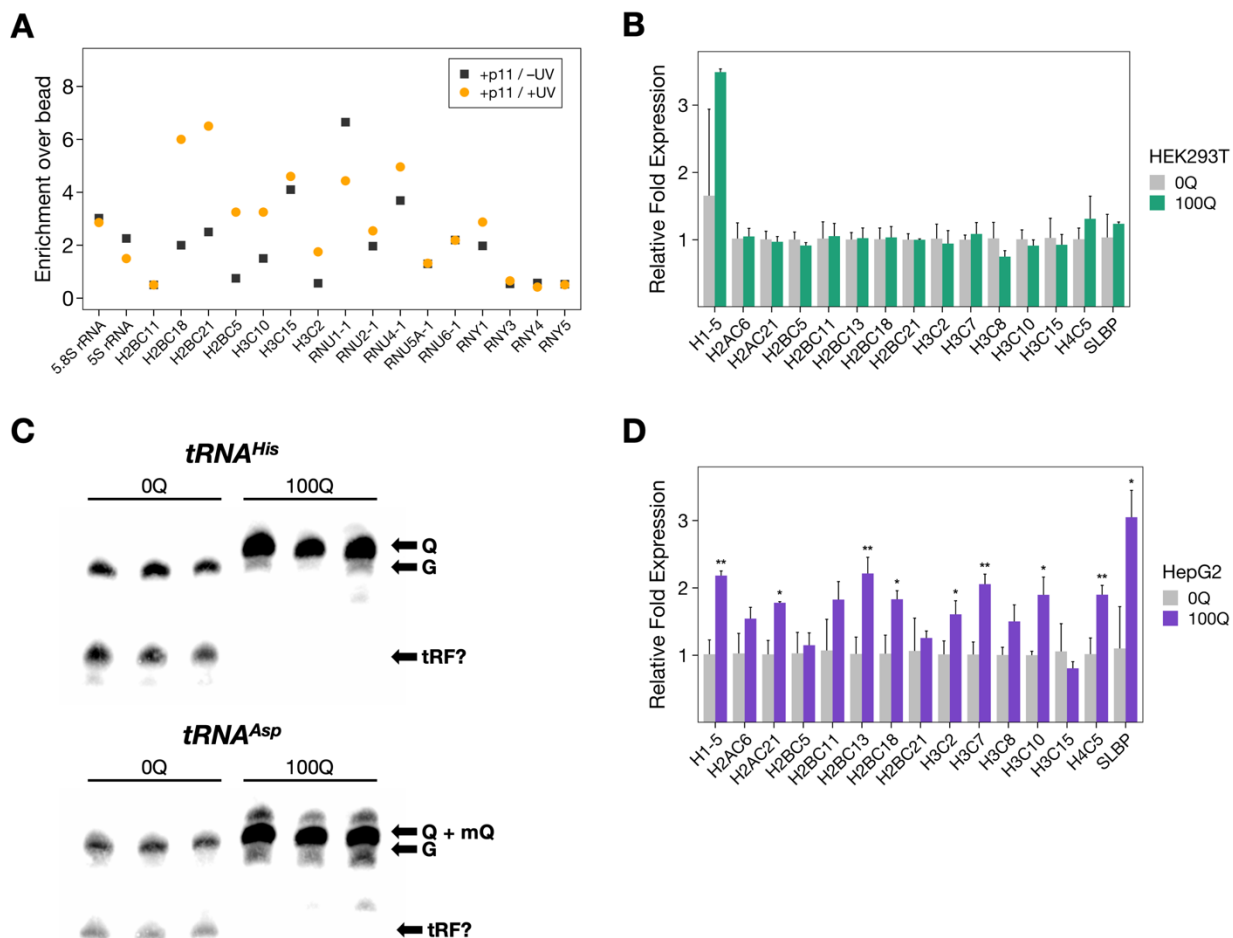 A
Enrichment over bead
8
6
4
2
0
+p11 / –UV
+p11 / +UV
5.8S rRNA
5S rRNA
H2BC11
H2BC18
H2BC21
H2BC5
H3C10
H3C15
H3C2
RNU1-1
RNU2-1
RNU4-1
RNU5A-1
RNU6-1
RNY1
RNY3
RNY4
RNY5
B
Relative Fold Expression
3
2
1
HEK293T
0Q
100Q
H1-5
H2AC6
H2AC21
H2BC5
H2BC11
H2BC13
H2BC18
H2BC21
H3C2
H3C7
H3C8
H3C10
H3C15
H4C5
SLBP
C
tRNAHis
0Q 100Q
Q
G
tRF?
tRNAAsp
0Q 100Q
Q + mQ
G
tRF?
D
Relative Fold Expression
3
2
1
** * ** * * ** * ** *
HepG2
0Q
100Q
H1-5
H2AC6
H2AC21
H2BC5
H2BC11
H2BC13
H2BC18
H2BC21
H3C2
H3C7
H3C8
H3C10
H3C15
H4C5
SLBP